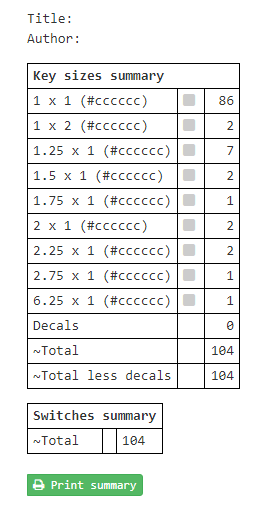 Title:
Author:
Key sizes summary
1 x 1 (#cccccc) 86
1 x 2 (#cccccc) 2
1.25 x 1 (#cccccc) 7
1.5 x 1 (#cccccc) 2
1.75 x 1 (#cccccc) 1
2 x 1 (#cccccc) 2
2.25 x 1 (#cccccc) 2
2.75 x 1 (#cccccc) 1
6.25 x 1 (#cccccc) 1
Decals 0
~Total 104
~Total less decals 104
Switches summary
~Total 104
Print summary